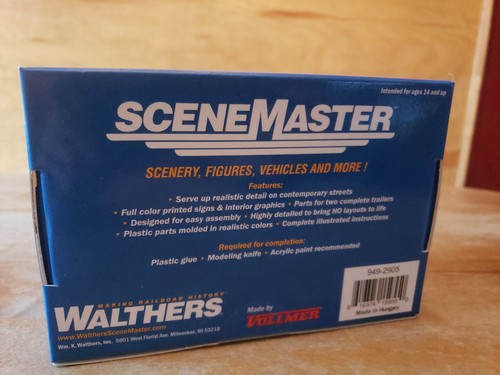 Intended for ages 14 and up
SCENEMASTER™
SCENERY, FIGURES, VEHICLES AND MORE !
Features:
• Serve up realistic detail on contemporary streets
• Full color printed signs & interior graphics • Parts for two complete trailers
• Designed for easy assembly • Highly detailed to bring HO layouts to life
• Plastic parts molded in realistic colors • Complete illustrated instructions
Required for completion:
Plastic glue • Modeling knife • Acrylic paint recommended
949-2905
Made in Hungary
MAKING RAILROAD HISTORY
WALTHERS
www.WalthersSceneMaster.com
Wm. K. Walthers, Inc. 5601 West Florist Ave. Milwaukee, WI 53218
Made by
VOLLMER